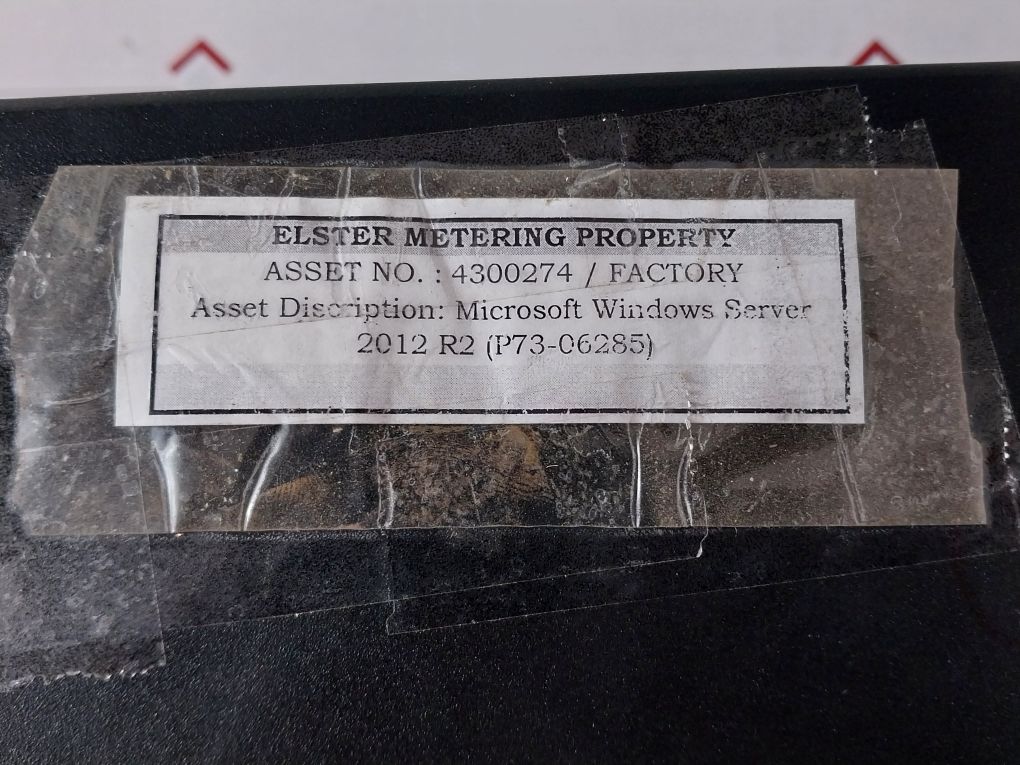 ELSTER METERING PROPERTY
ASSET NO. : 4300274 / FACTORY
Asset Discription: Microsoft Windows Server
2012 R2 (P73-06285)